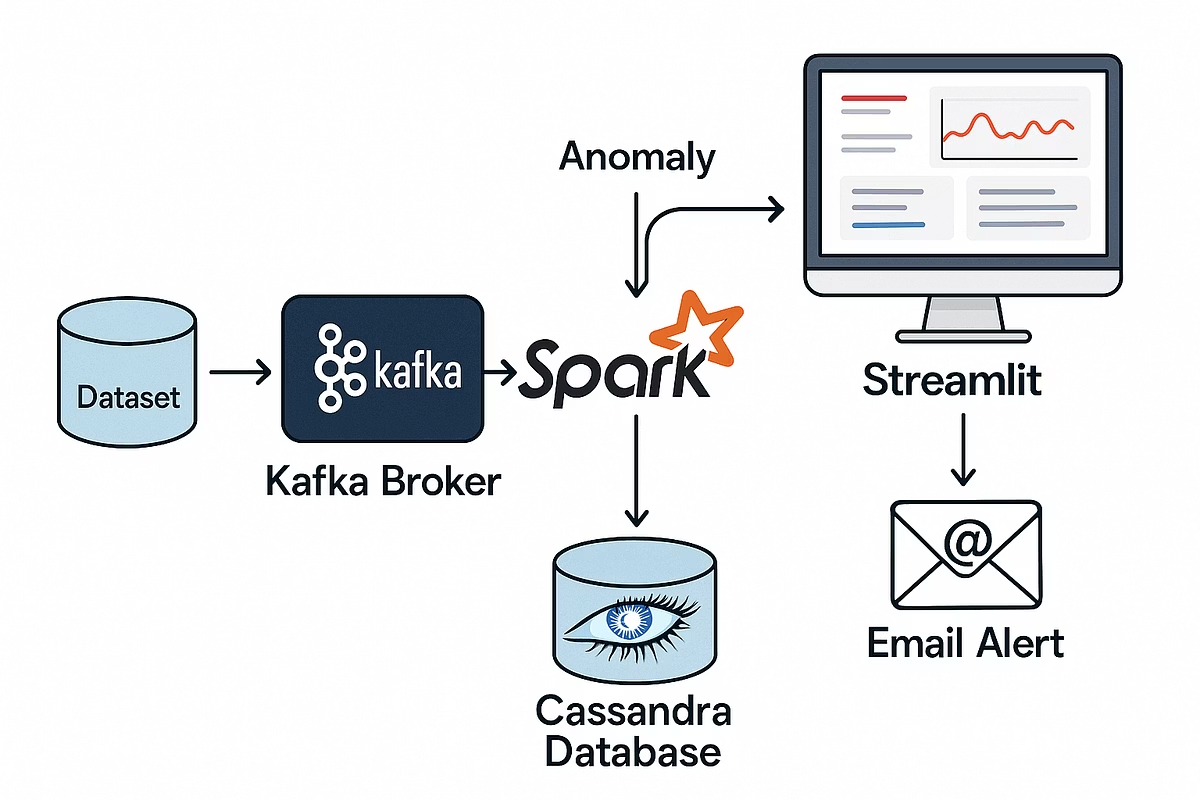 Anomaly
Dataset
kafka
Spark
Kafka Broker
Streamlit
@
Email Alert
Cassandra
Database